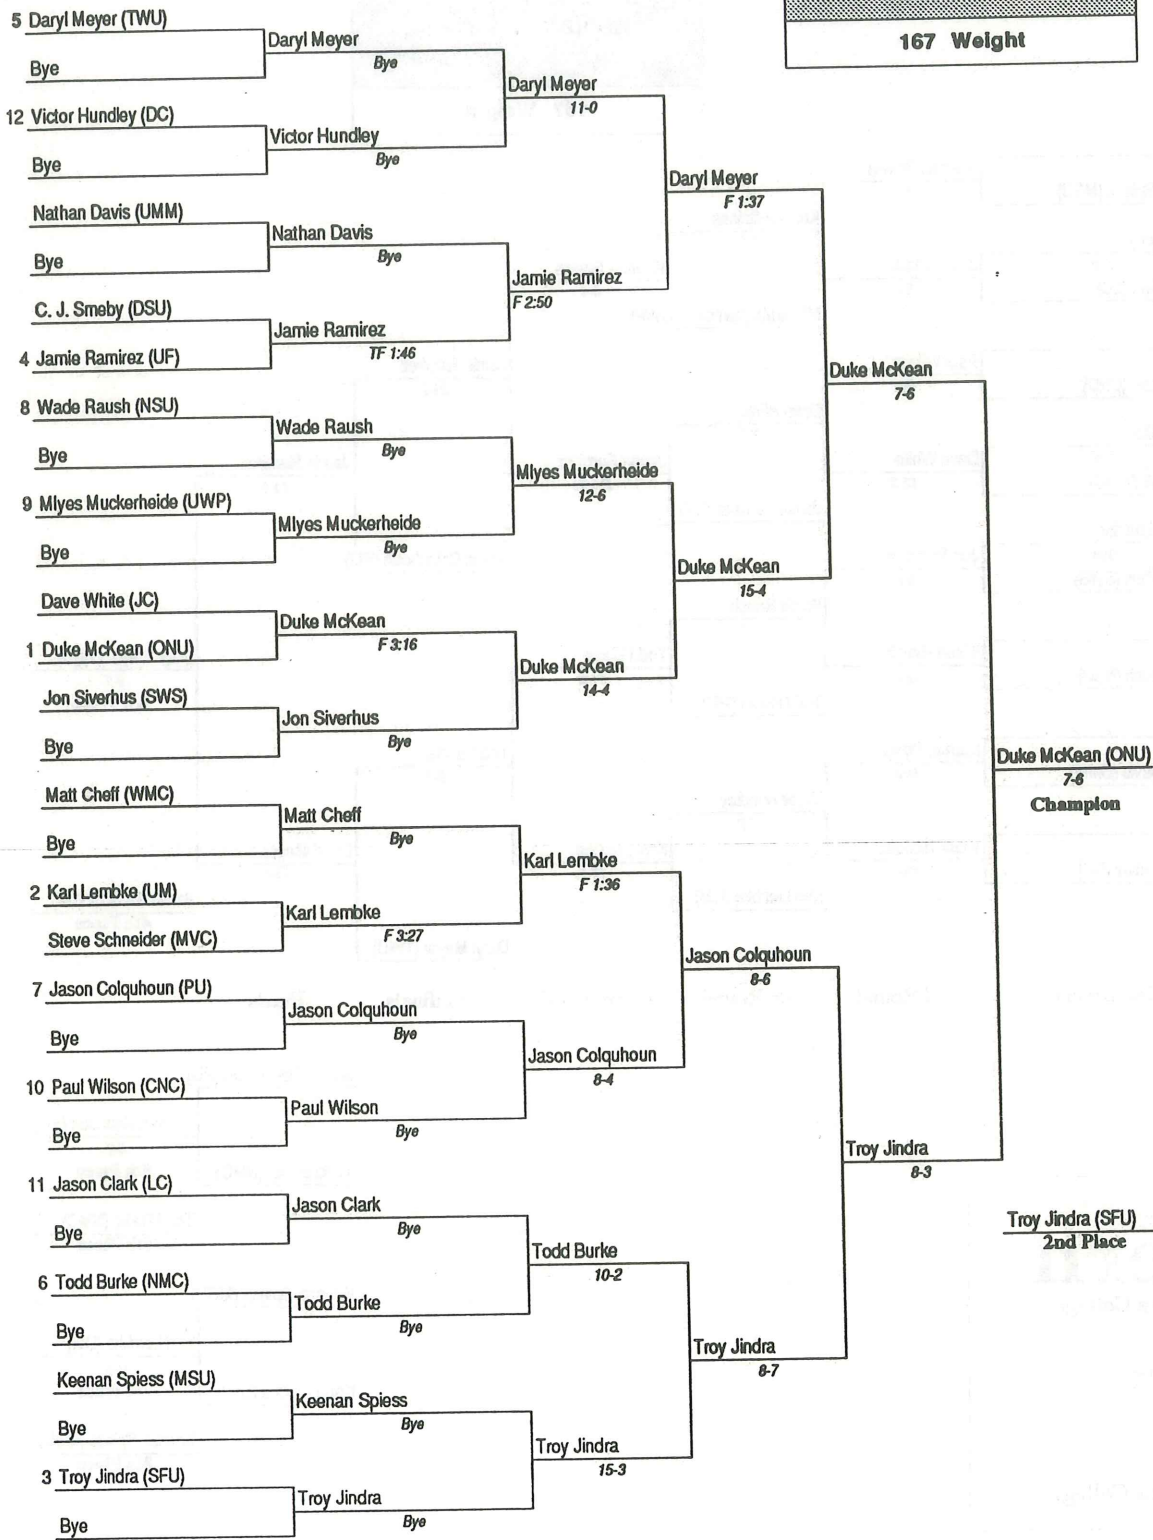 167 Weight
5 Daryl Meyer (TWU)
Bye
12 Victor Hundley (DC)
Bye
Nathan Davis (UMM)
Bye
C. J. Smeby (DSU)
4 Jamie Ramirez (UF)
8 Wade Raush (NSU)
Bye
9 Mlyes Muckerheide (UWP)
Bye
Dave White (JC)
1 Duke McKean (ONU)
Jon Siverhus (SWS)
Bye
Matt Cheff (WMC)
Bye
2 Karl Lembke (UM)
Steve Schneider (MVC)
7 Jason Colquhoun (PU)
Bye
10 Paul Wilson (CNC)
Bye
11 Jason Clark (LC)
Bye
6 Todd Burke (NMC)
Bye
Keenan Spiess (MSU)
Bye
3 Troy Jindra (SFU)
Bye
Daryl Meyer
Bye
Victor Hundley
Bye
Nathan Davis
Bye
Jamie Ramirez
TF 1:46
Wade Raush
Bye
Mlyes Muckerheide
Bye
Duke McKean
F 3:16
Jon Siverhus
Bye
Matt Cheff
Bye
Karl Lembke
F 3:27
Jason Colquhoun
Bye
Paul Wilson
Bye
Jason Clark
Bye
Todd Burke
Bye
Keenan Spiess
Bye
Troy Jindra
Bye
Daryl Meyer
11-0
Jamie Ramirez
F 2:50
Mlyes Muckerheide
12-6
Duke McKean
14-4
Karl Lembke
F 1:36
Jason Colquhoun
8-4
Todd Burke
10-2
Troy Jindra
15-3
Daryl Meyer
F 1:37
Duke McKean
15-4
Jason Colquhoun
8-6
Troy Jindra
8-7
Duke McKean
7-6
Troy Jindra
8-3
Duke McKean (ONU)
7-6
Champion
Troy Jindra (SFU)
2nd Place